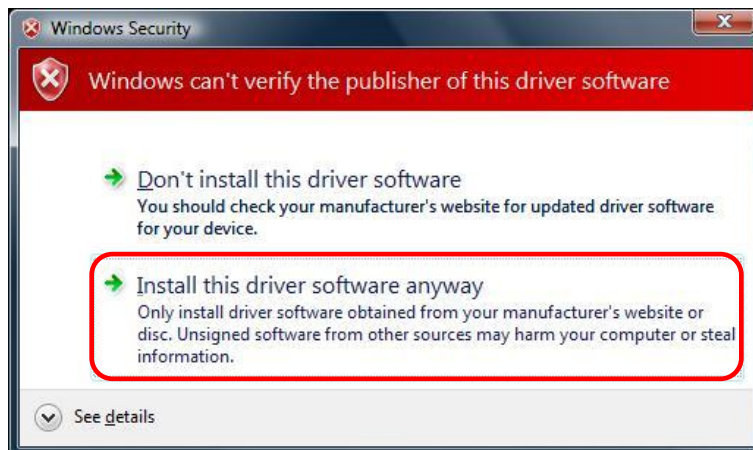 Windows Security
Windows can't verify the publisher of this driver software
Don't install this driver software
You should check your manufacturer's website for updated driver software
for your device.
Install this driver software anyway
Only install driver software obtained from your manufacturer's website or
disc. Unsigned software from other sources may harm your computer or steal
information.
See details